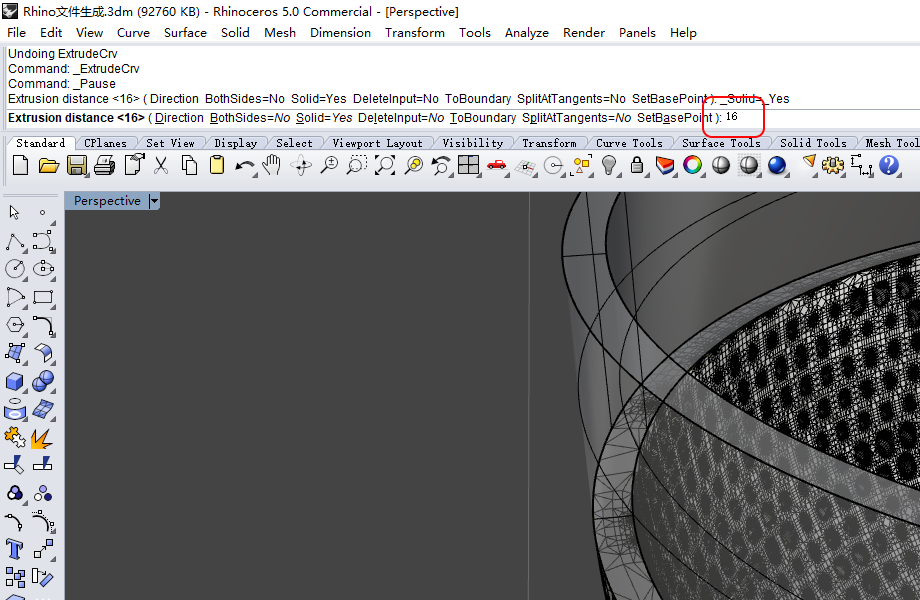 Rhino文件生成.3dm (92760 KB) - Rhinoceros 5.0 Commercial - [Perspective]
File Edit View Curve Surface Solid Mesh Dimension Transform Tools Analyze Render Panels Help
Undoing ExtrudeCrv
Command: _ExtrudeCrv
Command: _Pause
Extrusion distance <16> ( Direction BothSides=No Solid=Yes DeleteInput=No ToBoundary SplitAtTangents=No SetBasePoint ): _Solid=_Yes
Extrusion distance <16> ( Direction BothSides=No Solid=Yes DeleteInput=No ToBoundary SplitAtTangents=No SetBasePoint ): 16
Standard CPlanes Set View Display Select Viewport Layout Visibility Transform Curve Tools Surface Tools Solid Tools Mesh Tool
Perspective